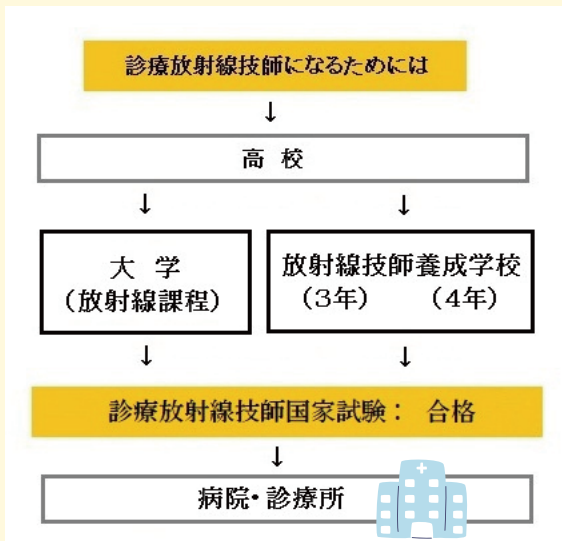 診療放射線技師になるためには
↓
高 校
↓ ↓
大 学
(放射線課程)
放射線技師養成学校
(3年) (4年)
↓ ↓
診療放射線技師国家試験: 合格
↓
病院・診療所